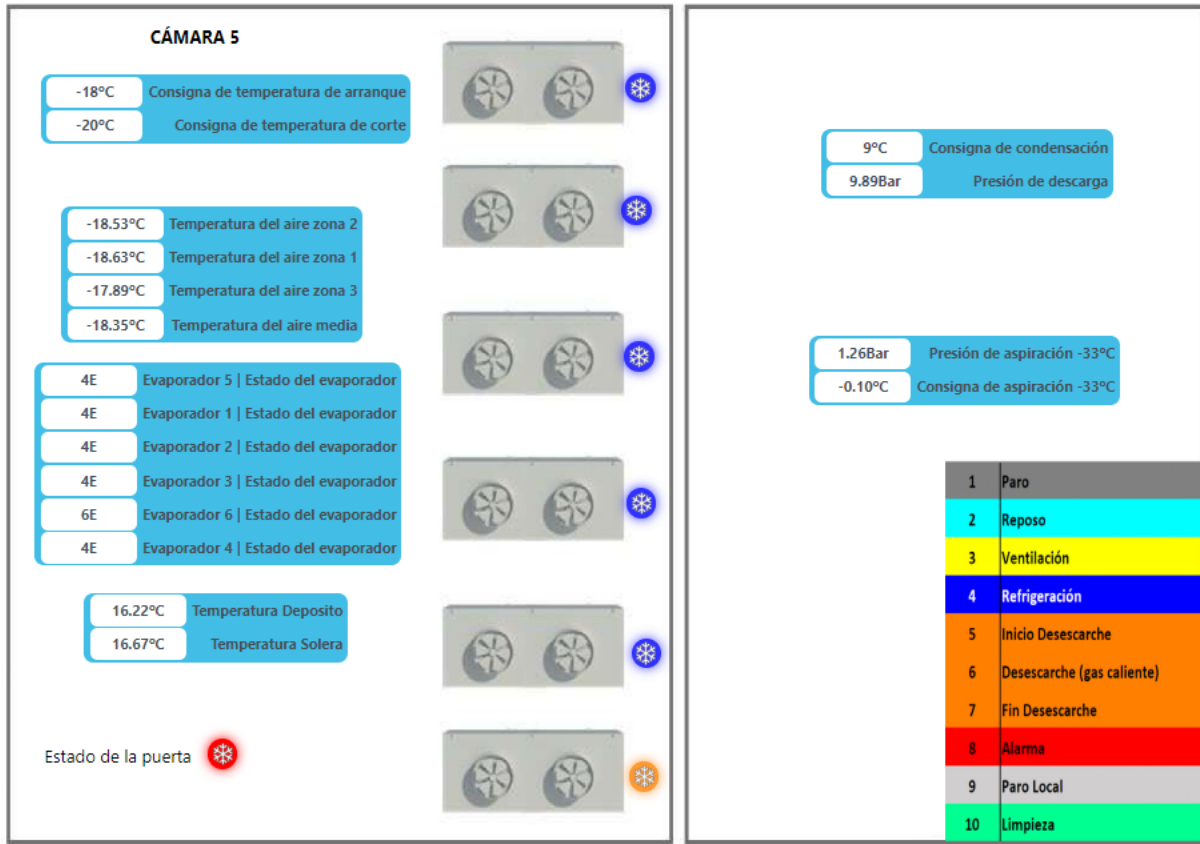 CÁMARA 5
-18ºC Consigna de temperatura de arranque
-20ºC Consigna de temperatura de corte
-18.53ºC Temperatura del aire zona 2
-18.63ºC Temperatura del aire zona 1
-17.89ºC Temperatura del aire zona 3
-18.35ºC Temperatura del aire media
4E Evaporador 5 | Estado del evaporador
4E Evaporador 1 | Estado del evaporador
4E Evaporador 2 | Estado del evaporador
4E Evaporador 3 | Estado del evaporador
6E Evaporador 6 | Estado del evaporador
4E Evaporador 4 | Estado del evaporador
16.22ºC Temperatura Deposito
16.67ºC Temperatura Solera
Estado de la puerta
9ºC Consigna de condensación
9.89Bar Presión de descarga
1.26Bar Presión de aspiración -33ºC
-0.10ºC Consigna de aspiración -33ºC
1 Paro
2 Reposo
3 Ventilación
4 Refrigeración
5 Inicio Desescarche
6 Desescarche (gas caliente)
7 Fin Desescarche
8 Alarma
9 Paro Local
10 Limpieza